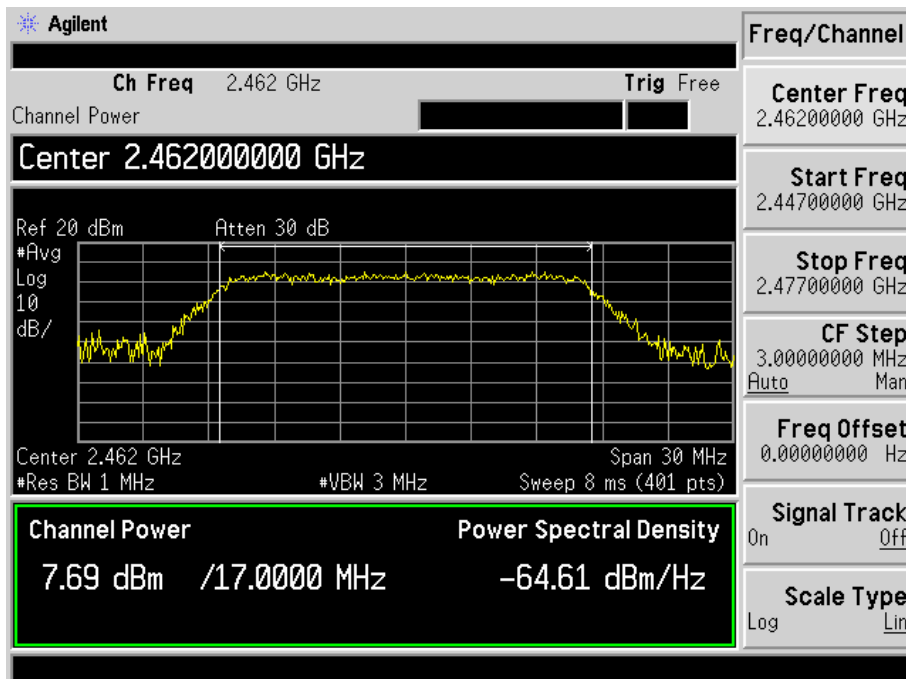 Agilent
Freq/Channel
Ch Freq 2.462 GHz Trig Free
Channel Power
Center 2.462000000 GHz
Ref 20 dBm Atten 30 dB
#Avg
Log
10
dB/
Center 2.462 GHz Span 30 MHz
#Res BW 1 MHz #VBW 3 MHz Sweep 8 ms (401 pts)
Channel Power Power Spectral Density
7.69 dBm /17.0000 MHz -64.61 dBm/Hz
Center Freq
2.46200000 GHz
Start Freq
2.44700000 GHz
Stop Freq
2.47700000 GHz
CF Step
3.00000000 MHz
Auto Man
Freq Offset
0.00000000 Hz
Signal Track
On Off
Scale Type
Log Lin